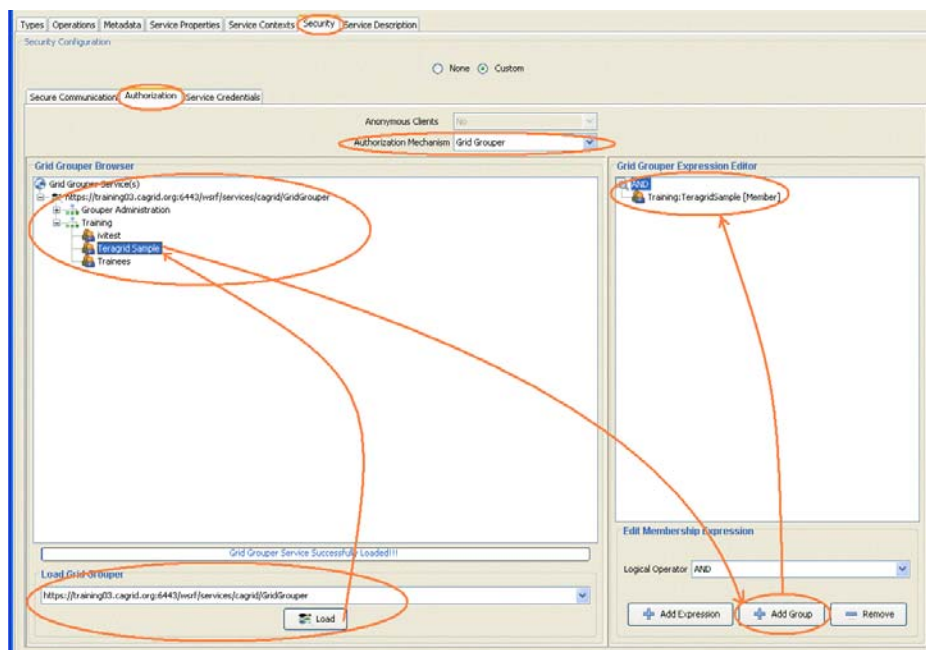 Types Operations Metadata Service Properties Service Contexts Security Service Description
Security Configuration
None Custom
Secure Communication Authorization Service Credentials
Anonymous Clients No
Authorization Mechanism Grid Grouper
Grid Grouper Browser
Grid Grouper Service(s)
https://training03.cagrid.org:6443/wsrf/services/cagrid/GridGrouper
Grouper Administration
Training
ivitest
Teragrid Sample
Trainees
Grid Grouper Service Successfully Loaded!!!
Load Grid Grouper
https://training03.cagrid.org:6443/wsrf/services/cagrid/GridGrouper
Load
Grid Grouper Expression Editor
AND
Training:TeragridSample [Member]
Edit Membership Expression
Logical Operator AND
Add Expression Add Group Remove